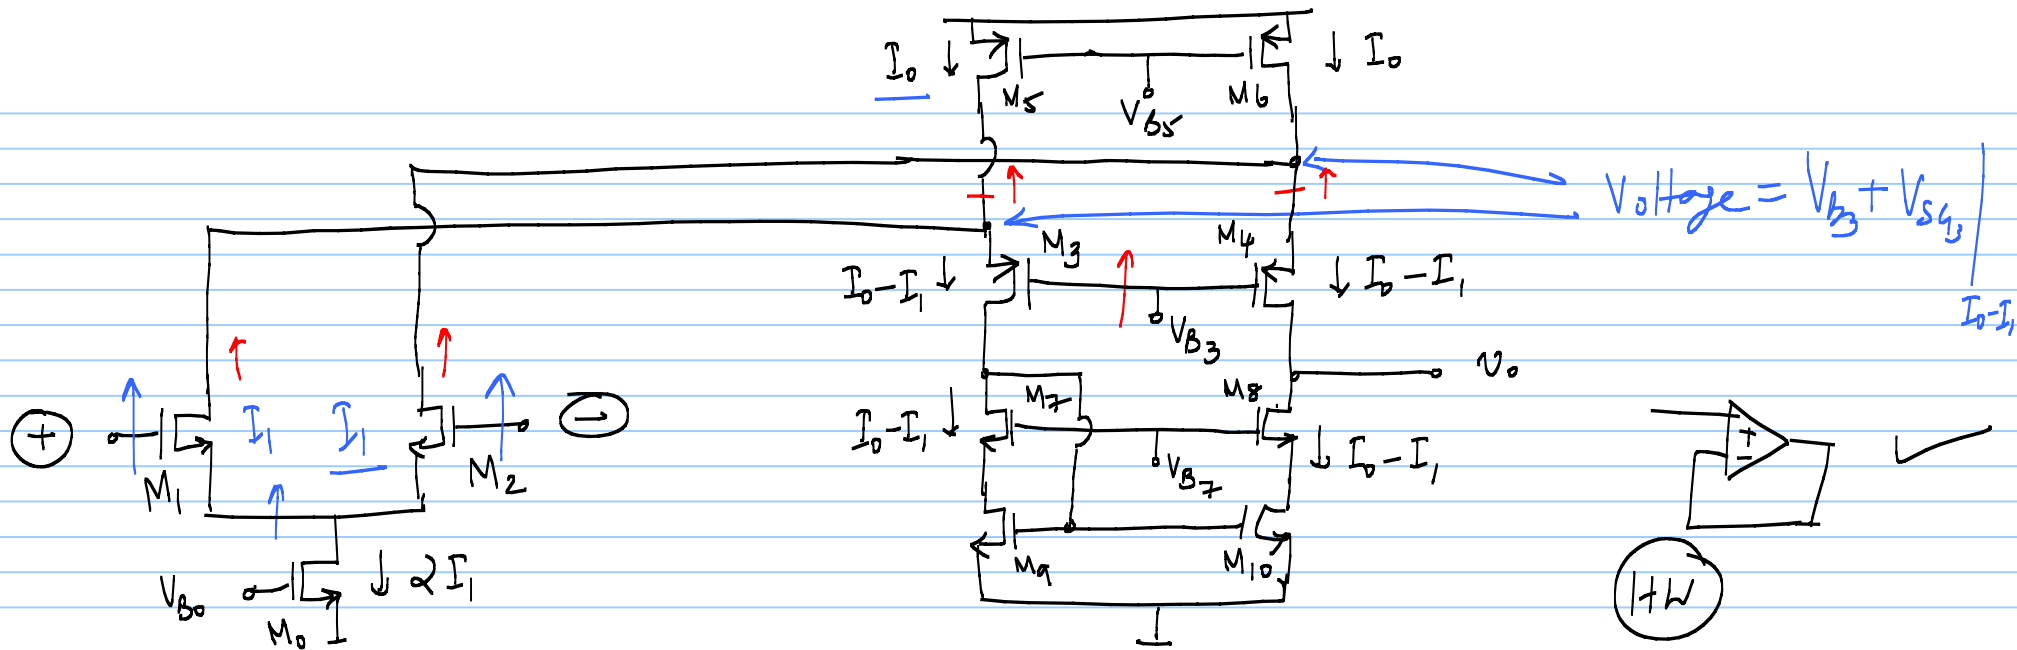 I₀
I₀
M5
M6
V_B5
Voltage = V_B3 + V_SG3 |
I₀-I₁
M3
M4
I₀-I₁
I₀-I₁
V_B3
v₀
M7
M8
I₁
I₁
I₀-I₁
I₀-I₁
V_B7
+
−
M1
M2
+
−
2I₁
V_B0
M0
M9
M10
HW